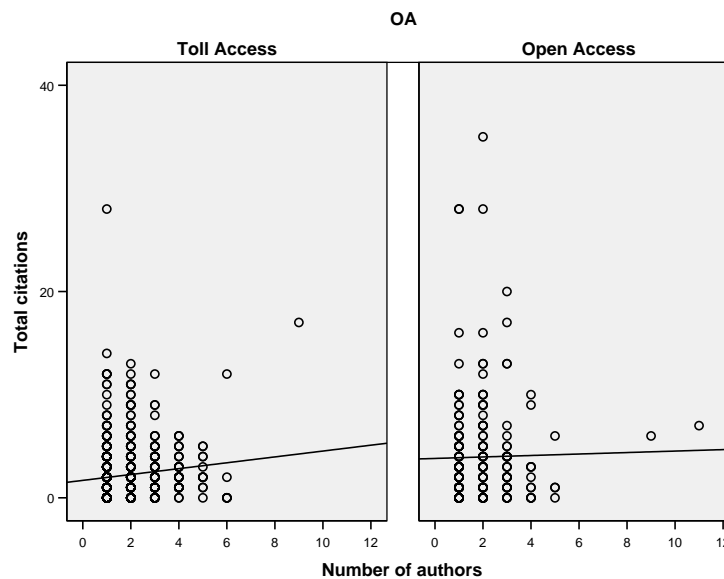 OA
Toll Access
Open Access
Total citations
40
20
0
0 2 4 6 8 10 12
0 2 4 6 8 10 12
Number of authors